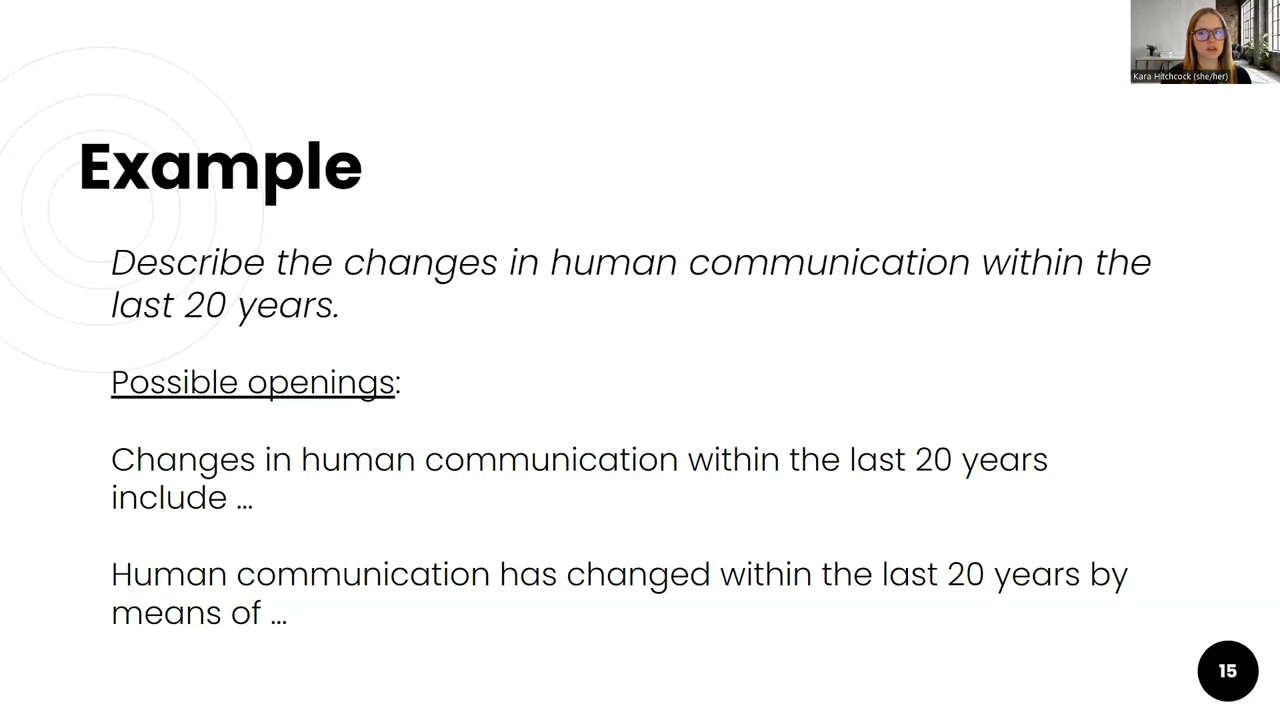 Kara Hitchcock (she/her)
Example
Describe the changes in human communication within the
last 20 years.
Possible openings:
Changes in human communication within the last 20 years
include ...
Human communication has changed within the last 20 years by
means of ...
15